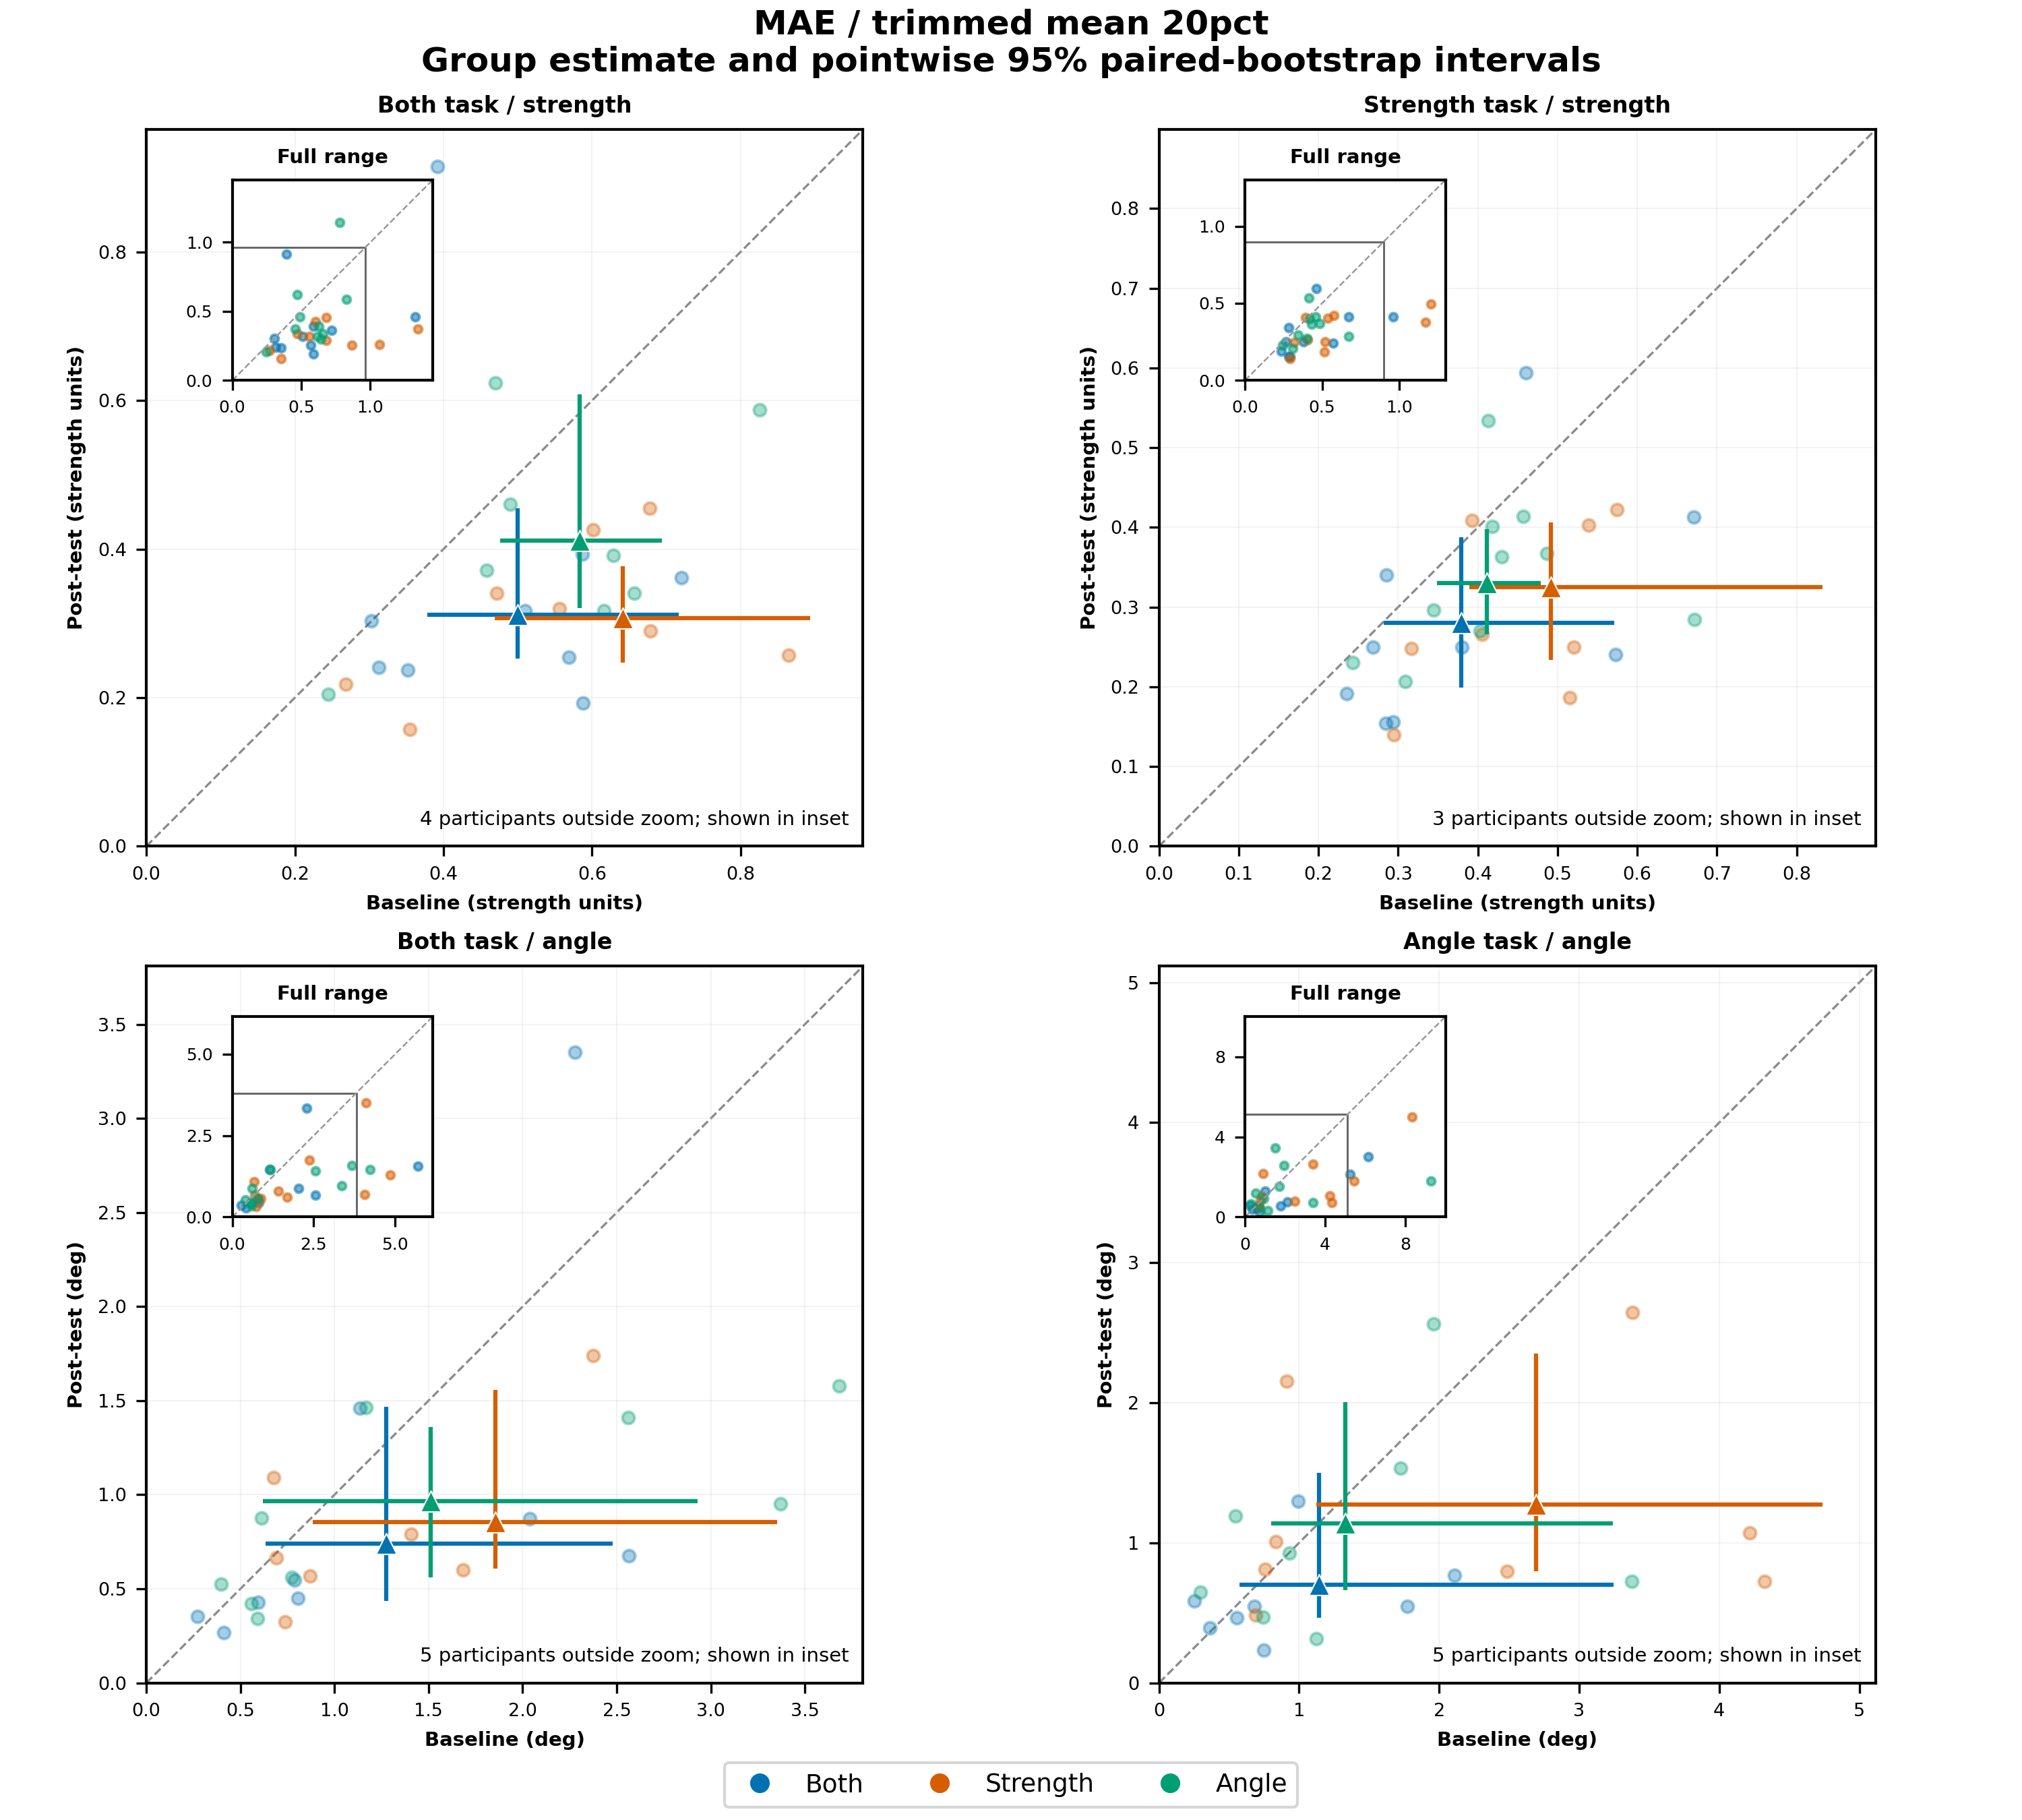 MAE / trimmed mean 20pct
Group estimate and pointwise 95% paired-bootstrap intervals
Both task / strength
Full range
1.0
0.5
0.0
0.0 0.5 1.0
Post-test (strength units)
0.8
0.6
0.4
0.2
0.0
4 participants outside zoom; shown in inset
0.0 0.2 0.4 0.6 0.8
Baseline (strength units)
Strength task / strength
Full range
1.0
0.5
0.0
0.0 0.5 1.0
Post-test (strength units)
0.8
0.7
0.6
0.5
0.4
0.3
0.2
0.1
0.0
3 participants outside zoom; shown in inset
0.0 0.1 0.2 0.3 0.4 0.5 0.6 0.7 0.8
Baseline (strength units)
Both task / angle
Full range
5.0
2.5
0.0
0.0 2.5 5.0
Post-test (deg)
3.5
3.0
2.5
2.0
1.5
1.0
0.5
0.0
5 participants outside zoom; shown in inset
0.0 0.5 1.0 1.5 2.0 2.5 3.0 3.5
Baseline (deg)
Angle task / angle
Full range
8
4
0
0 4 8
Post-test (deg)
5
4
3
2
1
0
5 participants outside zoom; shown in inset
0 1 2 3 4 5
Baseline (deg)
Both Strength Angle